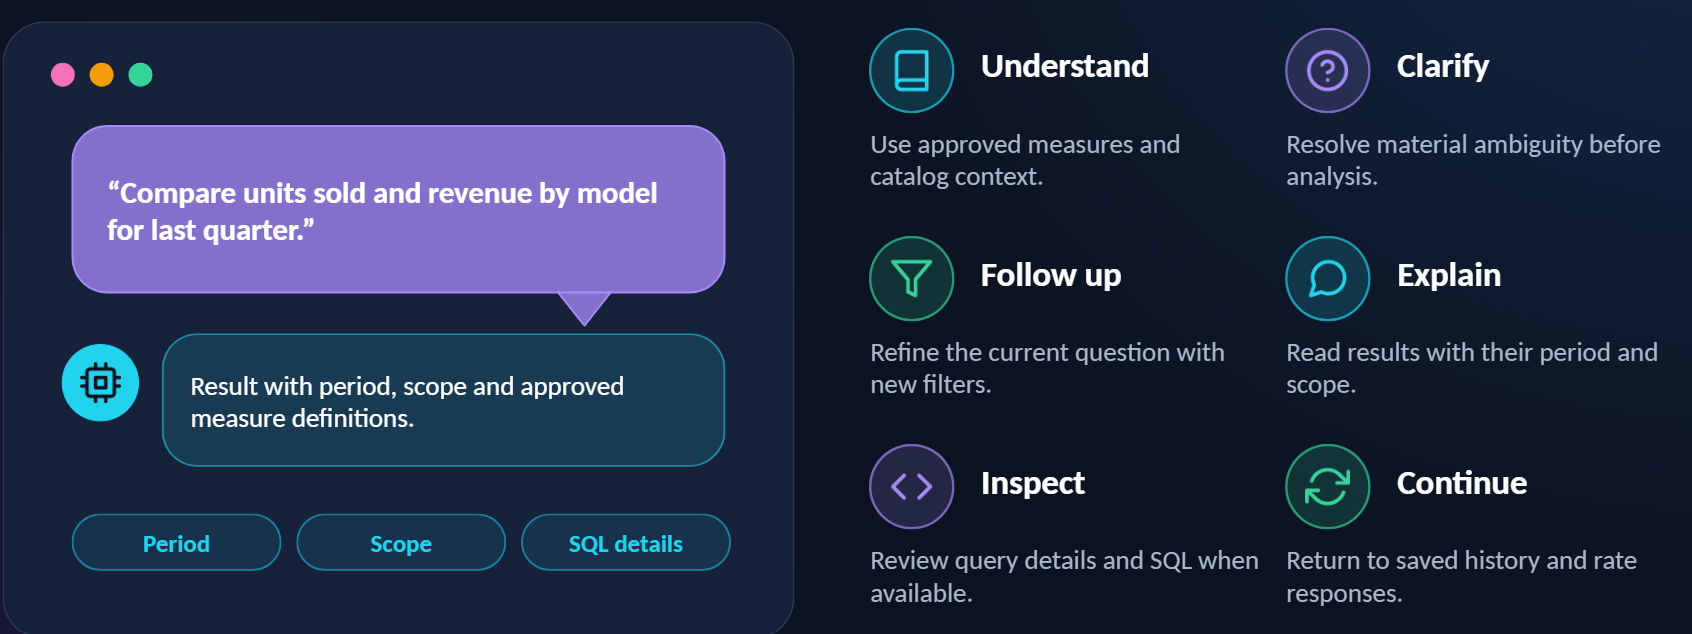 “Compare units sold and revenue by model
for last quarter.”
Result with period, scope and approved
measure definitions.
Period
Scope
SQL details
Understand
Use approved measures and
catalog context.
Clarify
Resolve material ambiguity before
analysis.
Follow up
Refine the current question with
new filters.
Explain
Read results with their period and
scope.
Inspect
Review query details and SQL when
available.
Continue
Return to saved history and rate
responses.